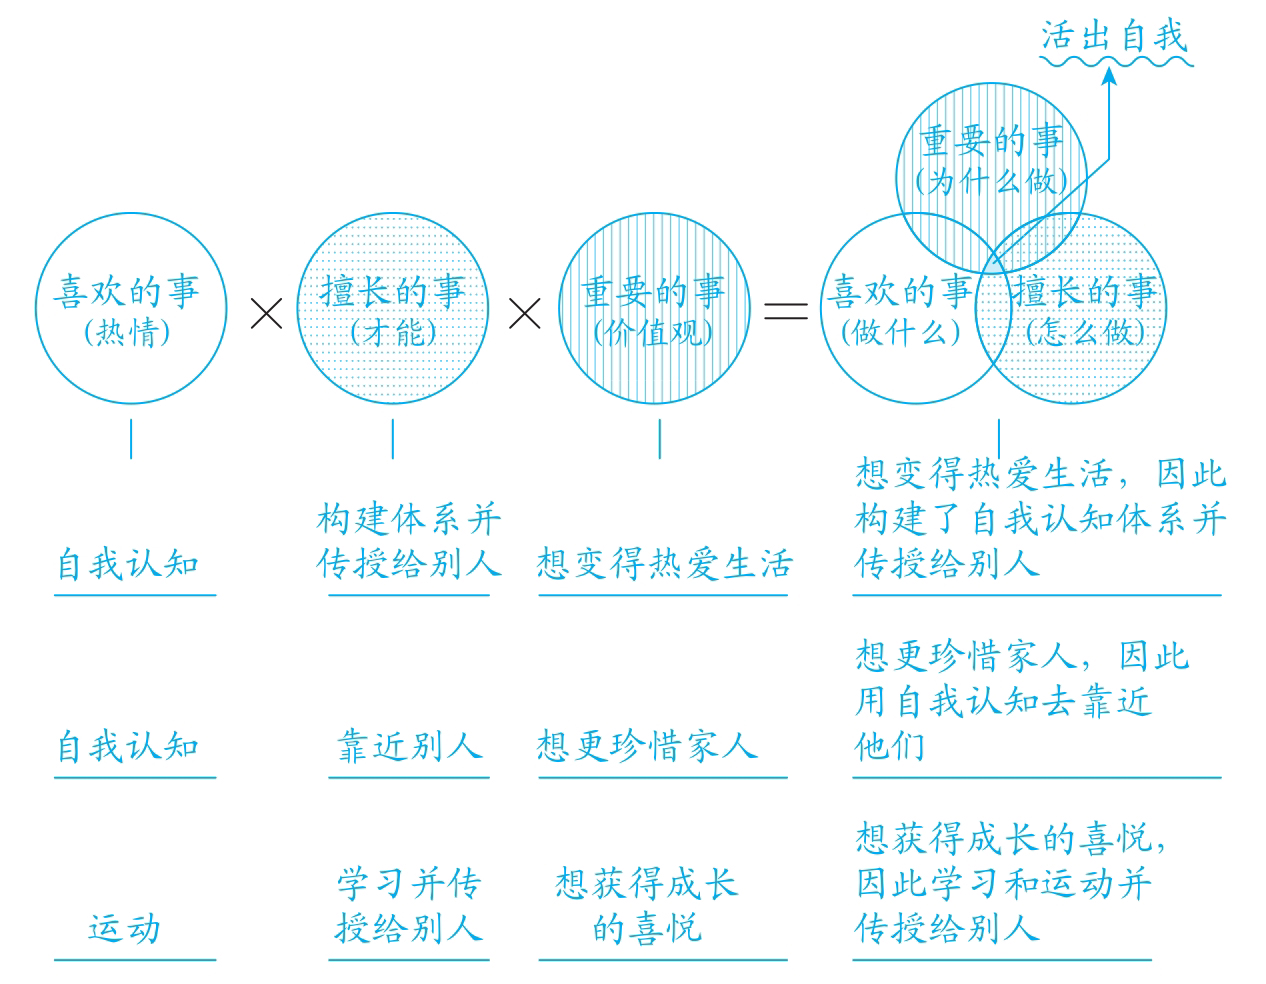 活出自我
重要的事
(为什么做)
喜欢的事
(热情)
×
擅长的事
(才能)
×
重要的事
(价值观)
=
喜欢的事
(做什么)
擅长的事
(怎么做)
自我认知
构建体系并
传授给别人
想变得热爱生活
想变得热爱生活，因此
构建了自我认知体系并
传授给别人
自我认知
靠近别人
想更珍惜家人
想更珍惜家人，因此
用自我认知去靠近
他们
运动
学习并传
授给别人
想获得成长
的喜悦
想获得成长的喜悦，
因此学习和运动并
传授给别人